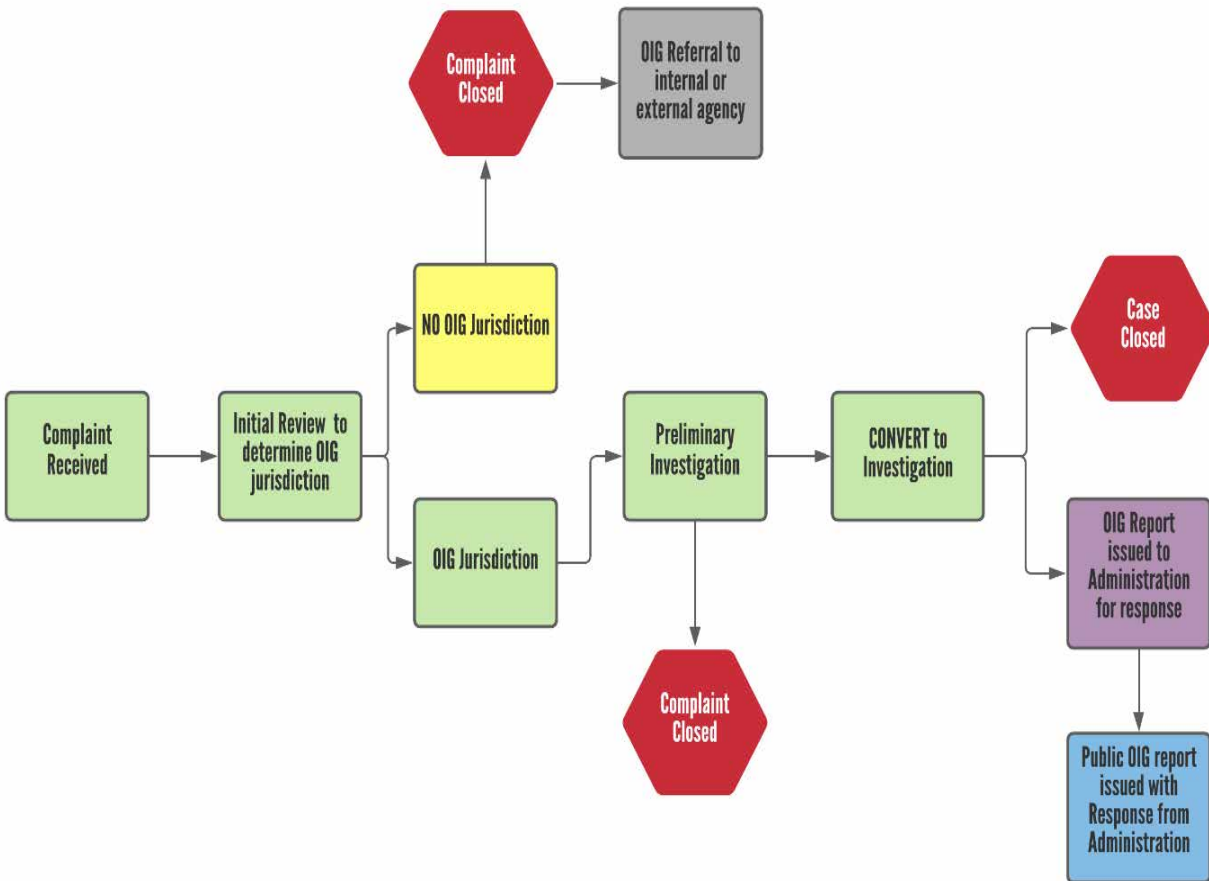 Complaint
Closed
OIG Referral to
internal or
external agency
NO OIG Jurisdiction
Case
Closed
Complaint
Received
Initial Review to
determine OIG
jurisdiction
Preliminary
Investigation
CONVERT to
Investigation
OIG Jurisdiction
OIG Report
issued to
Administration
for response
Complaint
Closed
Public OIG report
issued with
Response from
Administration